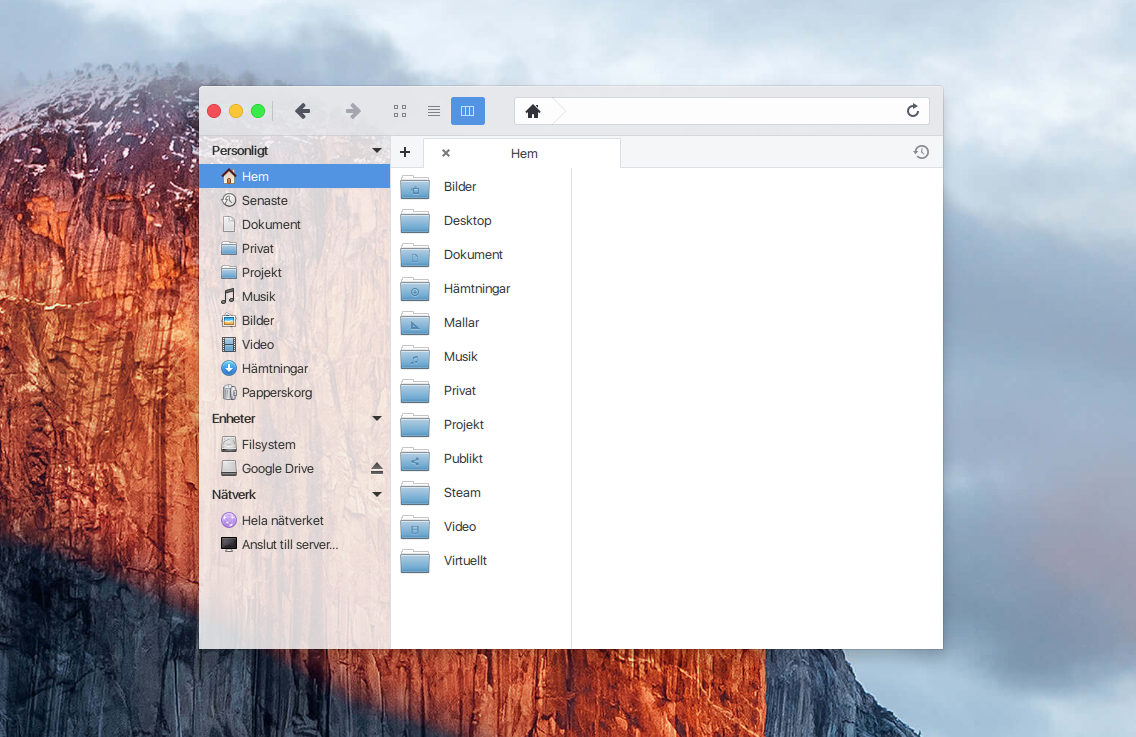 Personligt
Hem
Senaste
Dokument
Privat
Projekt
Musik
Bilder
Video
Hämtningar
Papperskorg
Enheter
Filsystem
Google Drive
Nätverk
Hela nätverket
Anslut till server...
Hem
Bilder
Desktop
Dokument
Hämtningar
Mallar
Musik
Privat
Projekt
Publikt
Steam
Video
Virtuellt